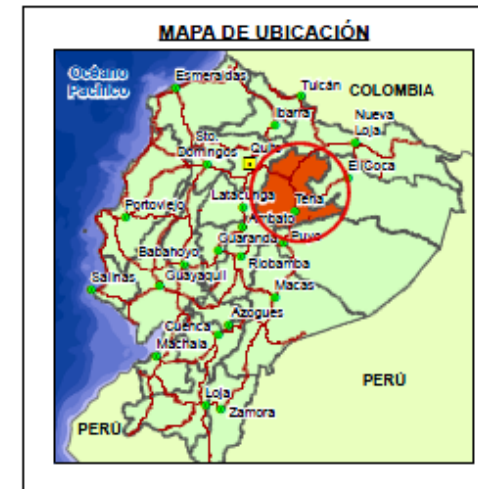 MAPA DE UBICACIÓN
Océano
Pacífico
Esmeraldas
Tulcán
COLOMBIA
Ibarra
Nueva
Loja
Sto.
Domingos
Quito
El Coca
Latacunga
Tena
Portoviejo
Ambato
Guaranda
Puyo
Babahoyo
Riobamba
Salinas
Guayaquil
Macas
Azogues
Cuenca
Machala
PERÚ
Loja
Zamora
PERÚ